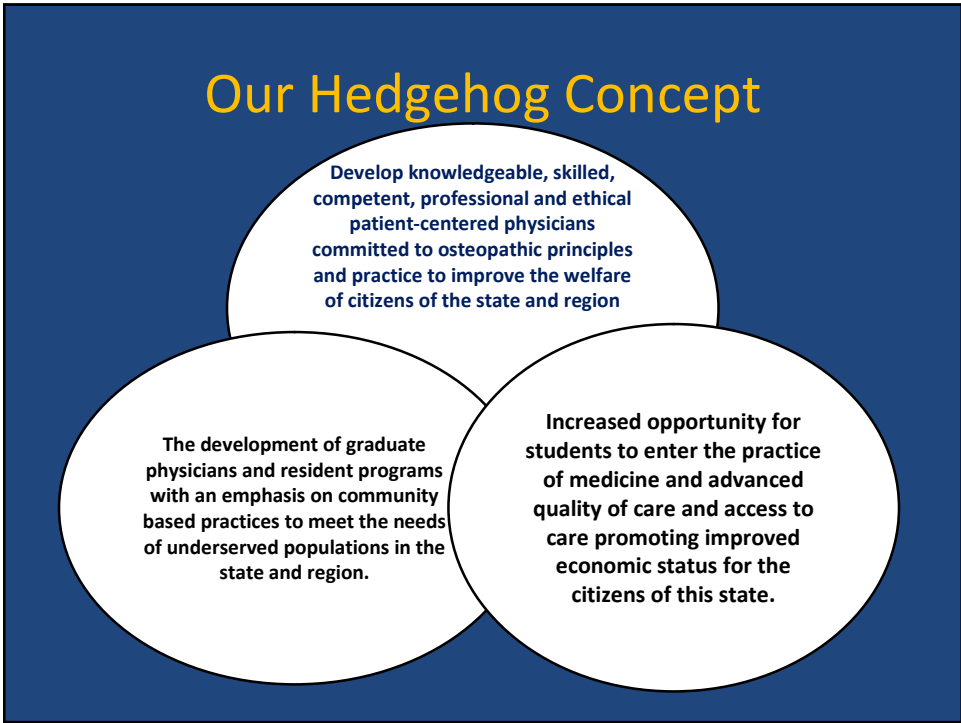 Our Hedgehog Concept
Develop knowledgeable, skilled,
competent, professional and ethical
patient-centered physicians
committed to osteopathic principles
and practice to improve the welfare
of citizens of the state and region
The development of graduate
physicians and resident programs
with an emphasis on community
based practices to meet the needs
of underserved populations in the
state and region.
Increased opportunity for
students to enter the practice
of medicine and advanced
quality of care and access to
care promoting improved
economic status for the
citizens of this state.